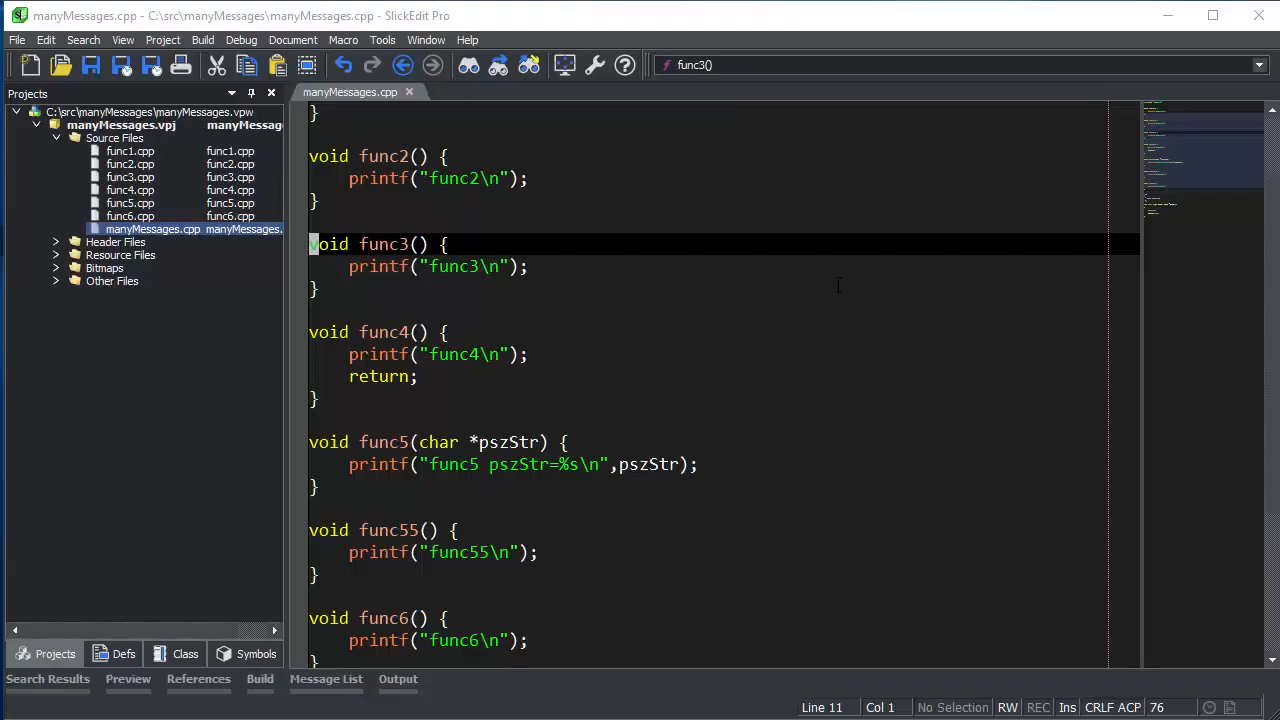 manyMessages.cpp - C:\src\manyMessages\manyMessages.cpp - SlickEdit Pro
File Edit Search View Project Build Debug Document Macro Tools Window Help
func3()
Projects
manyMessages.cpp
C:\src\manyMessages\manyMessages.vpw
manyMessages.vpj manyMessag
Source Files
func1.cpp func1.cpp
func2.cpp func2.cpp
func3.cpp func3.cpp
func4.cpp func4.cpp
func5.cpp func5.cpp
func6.cpp func6.cpp
manyMessages.cpp manyMessages.
Header Files
Resource Files
Bitmaps
Other Files
}
void func2() {
printf("func2\n");
}
void func3() {
printf("func3\n");
}
void func4() {
printf("func4\n");
return;
}
void func5(char *pszStr) {
printf("func5 pszStr=%s\n",pszStr);
}
void func55() {
printf("func55\n");
}
void func6() {
printf("func6\n");
}
Projects Defs Class Symbols
Search Results Preview References Build Message List Output
Line 11 Col 1 No Selection RW REC Ins CRLF ACP 76